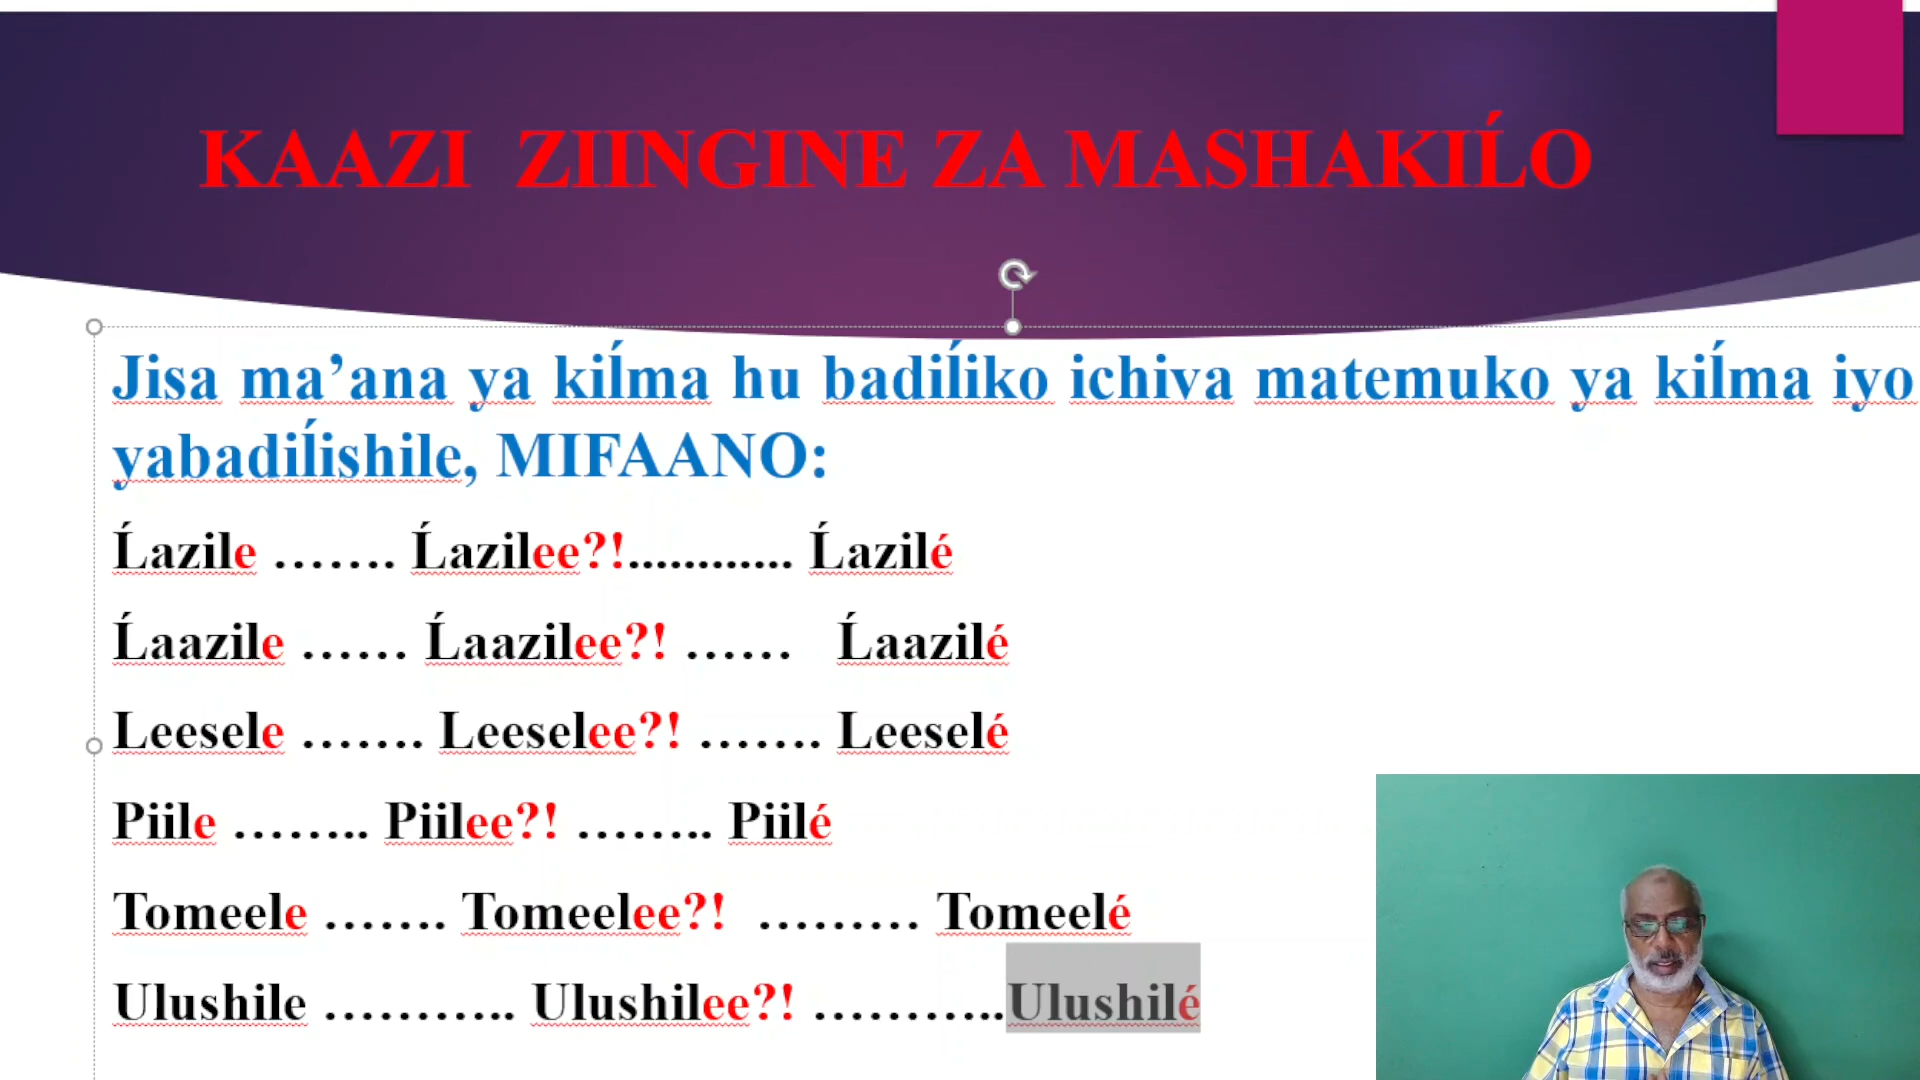 KAAZI ZIINGINE ZA MASHAKIĹO
Jisa ma’ana ya kiĺma hu badiĺiko ichiva matemuko ya kiĺma iyo
yabadiĺishile, MIFAANO:
Ĺazile ……. Ĺazilee?!............ Ĺazilé
Ĺaazile …… Ĺaazilee?! …… Ĺaazilé
Leesele ……. Leeselee?! ……. Leeselé
Piile …….. Piilee?! …….. Piilé
Tomeele ……. Tomeelee?! ……… Tomeelé
Ulushile ……….. Ulushilee?! ………..Ulushilé